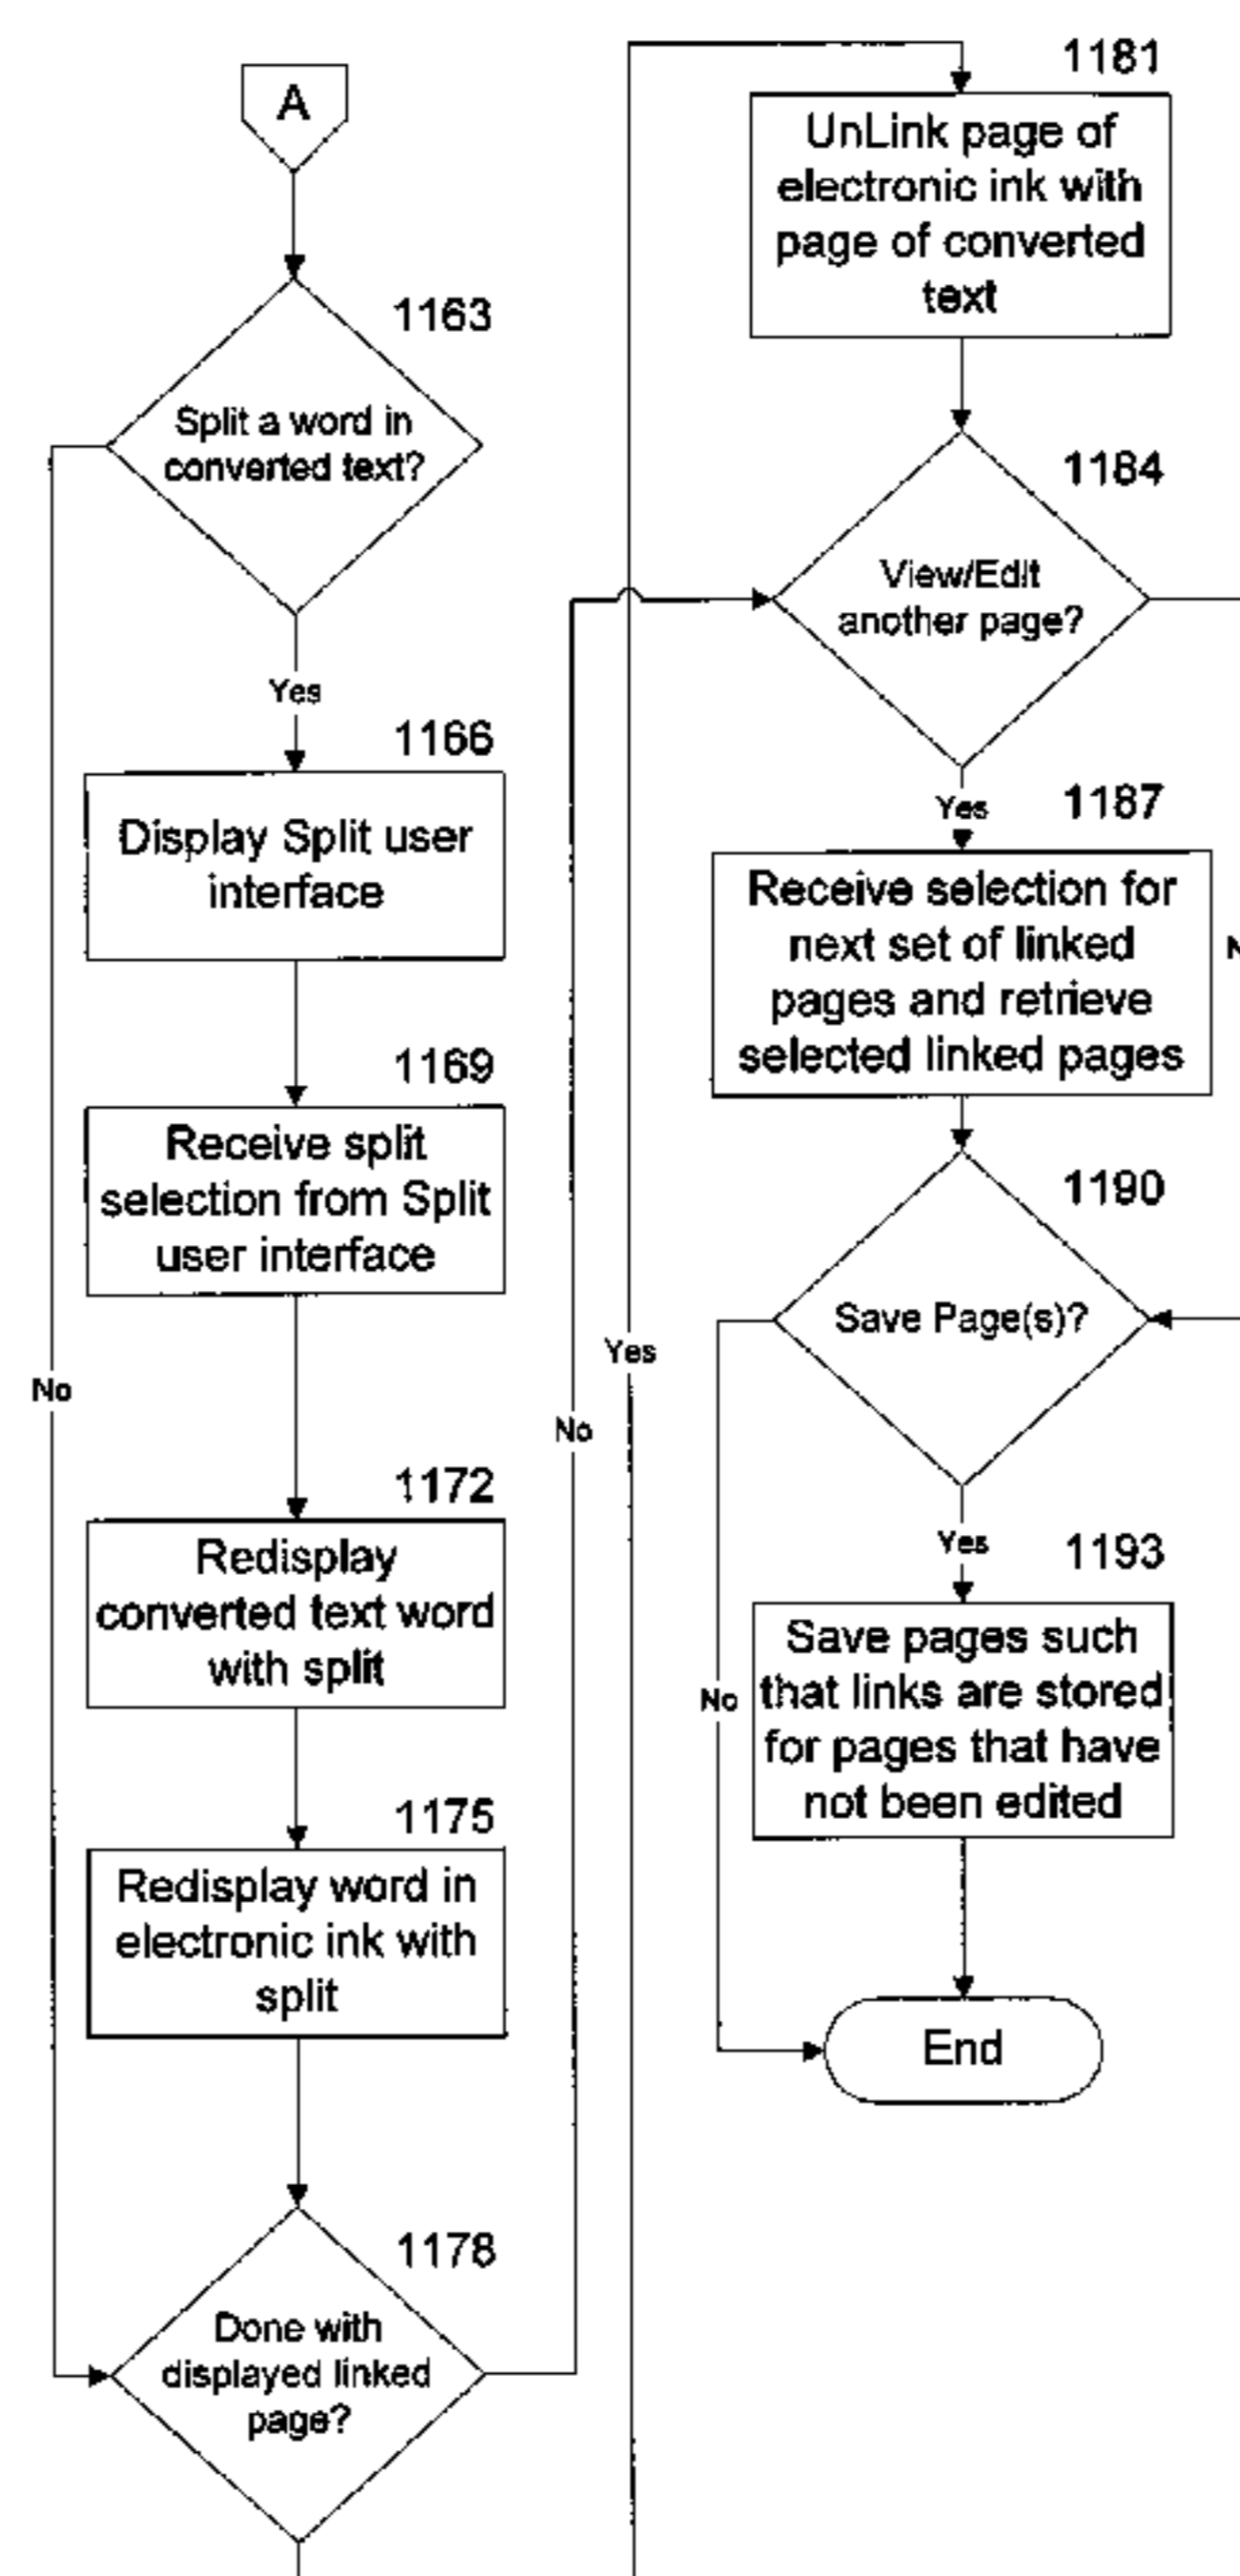 A
1163
Split a word in
converted text?
Yes
1166
Display Split user
interface
1169
Receive split
selection from Split
user interface
No
1172
Redisplay
converted text word
with split
1175
Redisplay word in
electronic ink with
split
1178
Done with
displayed linked
page?
No
Yes
1181
UnLink page of
electronic ink with
page of converted
text
1184
View/Edit
another page?
Yes
1187
Receive selection for
next set of linked
pages and retrieve
selected linked pages
1190
Save Page(s)?
Yes
1193
Save pages such
that links are stored
for pages that have
not been edited
No
End